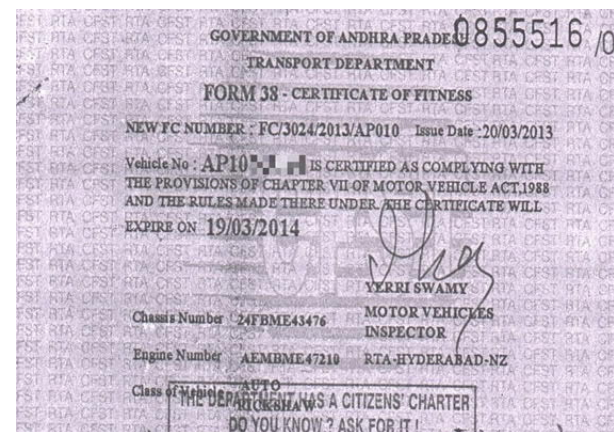 0855516 /0
GOVERNMENT OF ANDHRA PRADE
TRANSPORT DEPARTMENT
FORM 38 - CERTIFICATE OF FITNESS
NEW FC NUMBER : FC/3024/2013/AP010 Issue Date :20/03/2013
Vehicle No : AP10 IS CERTIFIED AS COMPLYING WITH
THE PROVISIONS OF CHAPTER VII OF MOTOR VEHICLE ACT,1988
AND THE RULES MADE THERE UNDER. THE CERTIFICATE WILL
EXPIRE ON 19/03/2014
YERRI SWAMY
Chassis Number 24FBME43476 MOTOR VEHICLES
INSPECTOR
Engine Number AEMBME47210 RTA-HYDERABAD-NZ
Class of Vehicle AUTO
RICKSHAW
THE DEPARTMENT HAS A CITIZENS' CHARTER
DO YOU KNOW ? ASK FOR IT !